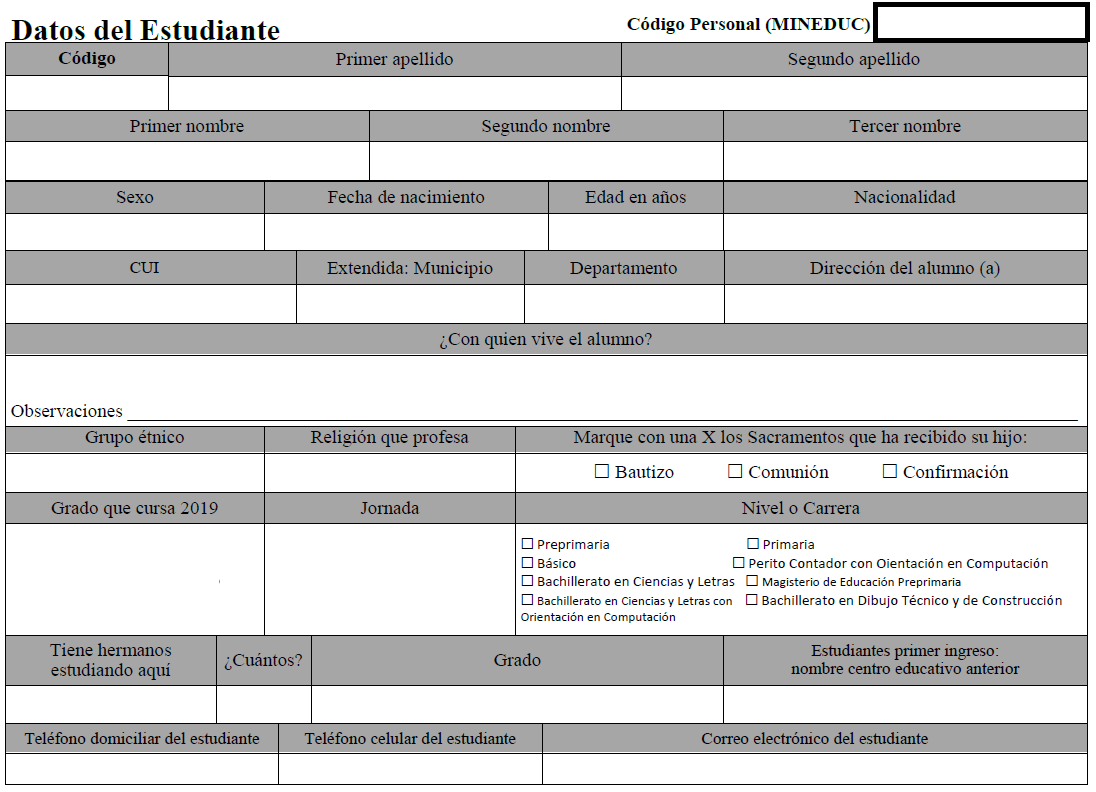 Datos del Estudiante Código Personal (MINEDUC)
Código Primer apellido Segundo apellido
Primer nombre Segundo nombre Tercer nombre
Sexo Fecha de nacimiento Edad en años Nacionalidad
CUI Extendida: Municipio Departamento Dirección del alumno (a)
¿Con quien vive el alumno?
Observaciones
Grupo étnico Religión que profesa Marque con una X los Sacramentos que ha recibido su hijo:
☐ Bautizo ☐ Comunión ☐ Confirmación
Grado que cursa 2019 Jornada Nivel o Carrera
☐ Preprimaria ☐ Primaria
☐ Básico ☐ Perito Contador con Oientación en Computación
☐ Bachillerato en Ciencias y Letras ☐ Magisterio de Educación Preprimaria
☐ Bachillerato en Ciencias y Letras con ☐ Bachillerato en Dibujo Técnico y de Construcción
Orientación en Computación
Tiene hermanos
estudiando aquí
¿Cuántos?
Grado
Estudiantes primer ingreso:
nombre centro educativo anterior
Teléfono domiciliar del estudiante Teléfono celular del estudiante Correo electrónico del estudiante